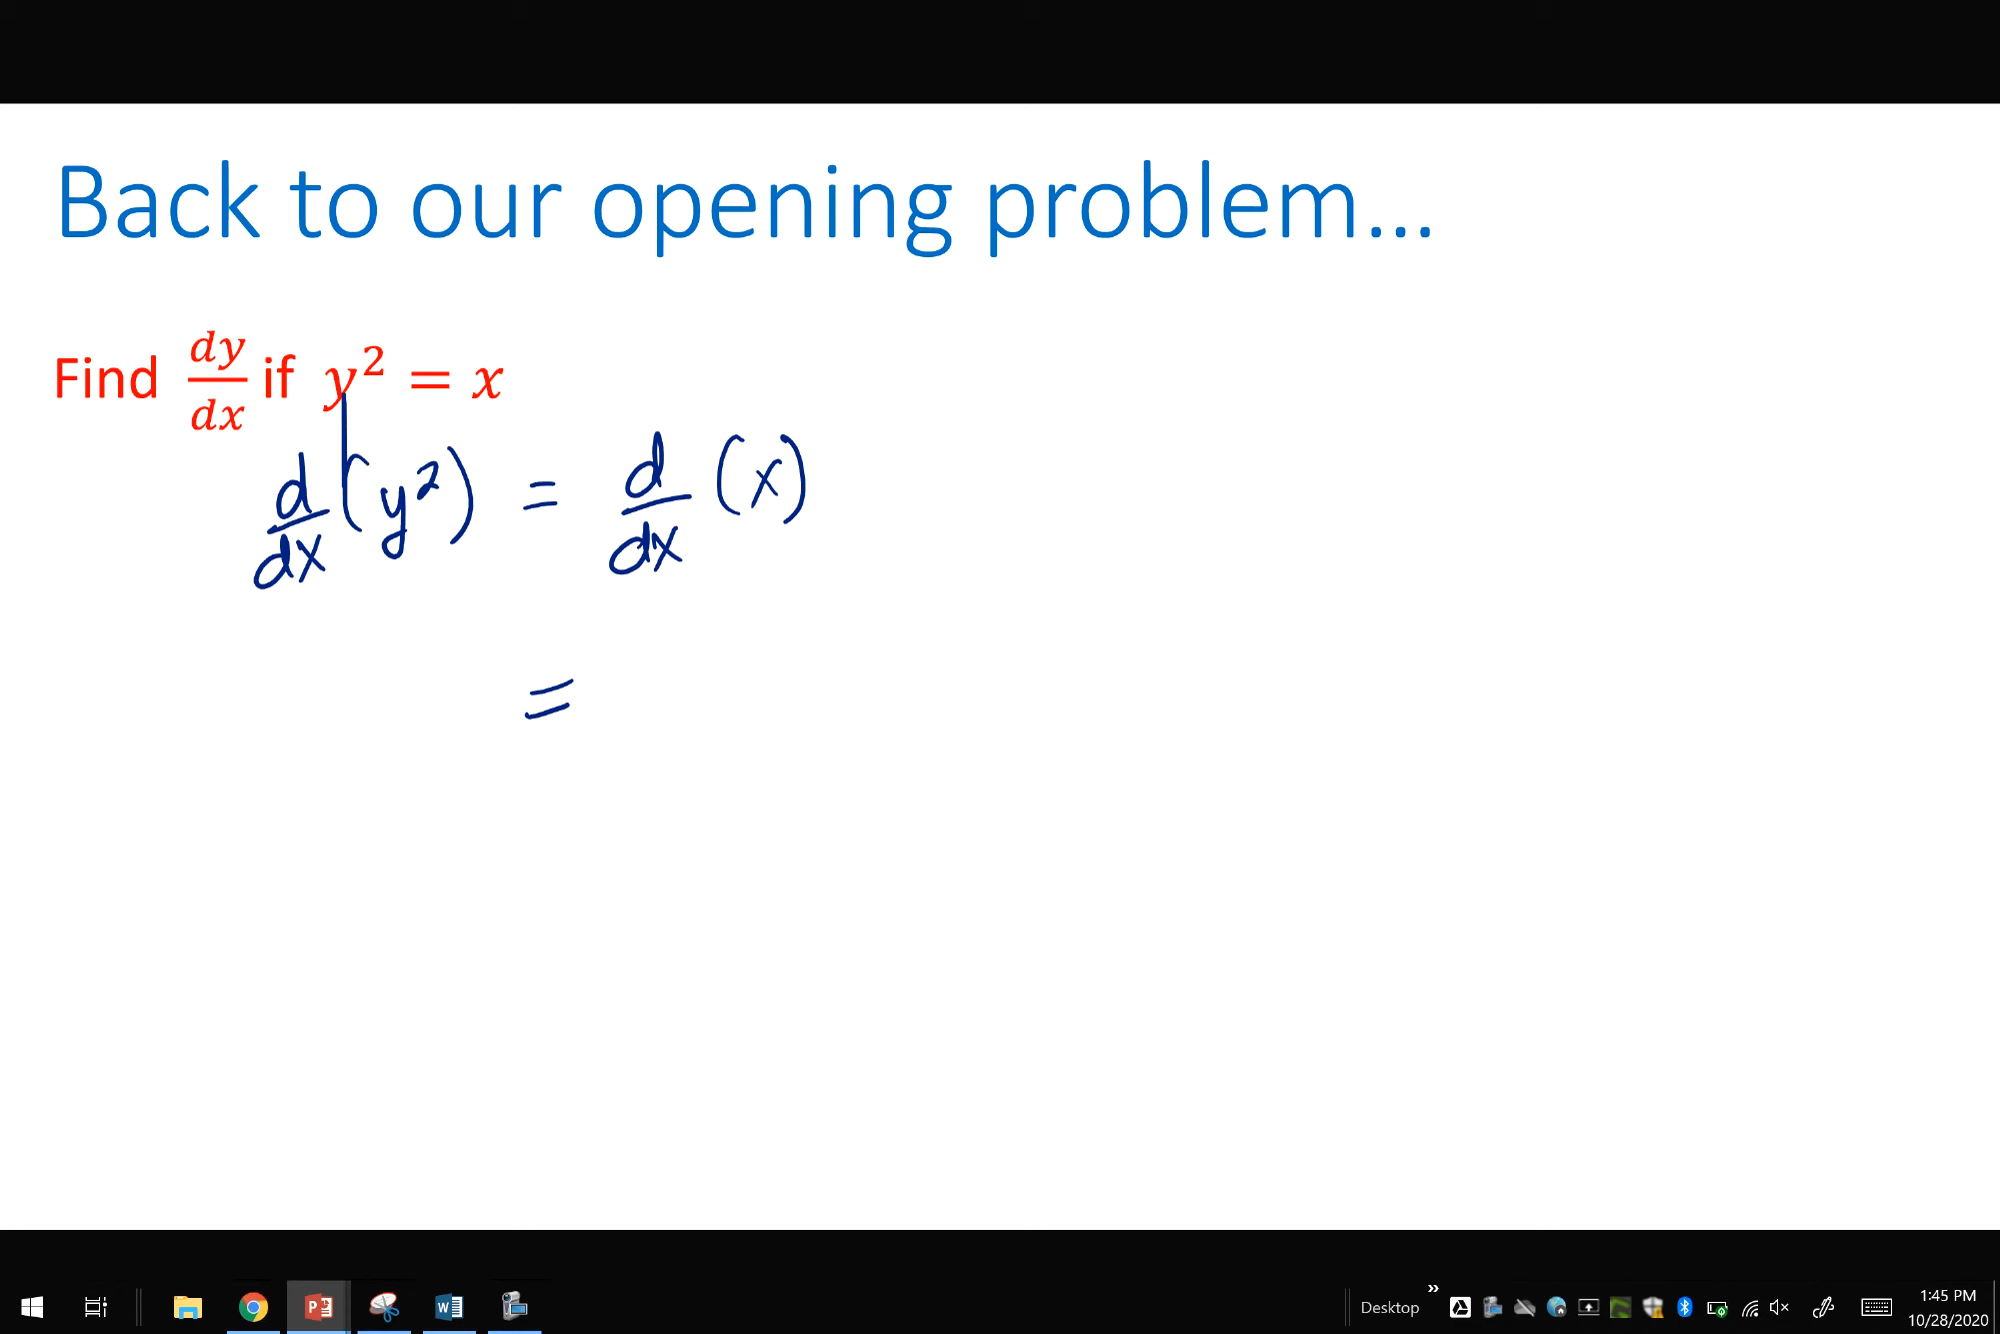 Back to our opening problem...
Find dy/dx if y² = x
d/dx (y²) = d/dx (x)
=
Desktop
1:45 PM
10/28/2020